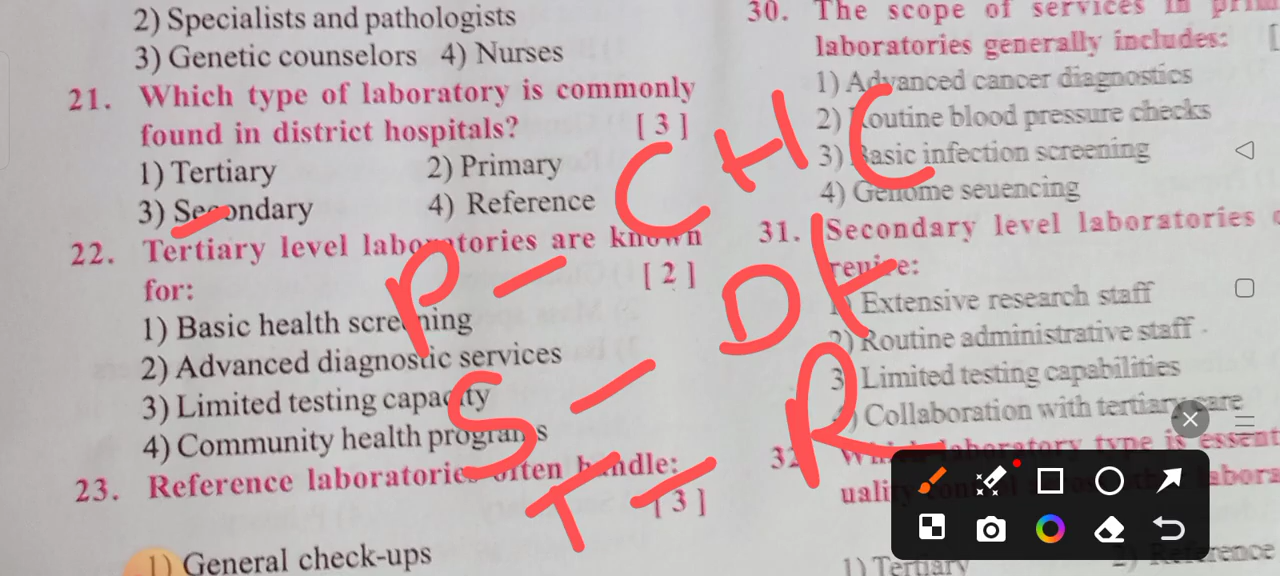 2) Specialists and pathologists
3) Genetic counselors 4) Nurses
21. Which type of laboratory is commonly
found in district hospitals? [ 3 ]
1) Tertiary 2) Primary
3) Secondary 4) Reference
22. Tertiary level laboratories are known
for: [ 2 ]
1) Basic health screening
2) Advanced diagnostic services
3) Limited testing capacity
4) Community health programs
23. Reference laboratories often handle:
[ 3 ]
1) General check-ups
30. The scope of services in
laboratories generally includes: [
1) Advanced cancer diagnostics
2) Routine blood pressure checks
3) Basic infection screening
4) Genome seuencing
31. Secondary level laboratories
reuire:
1) Extensive research staff
2) Routine administrative staff
3) Limited testing capabilities
4) Collaboration with tertiary care
32. Which laboratory type is
1) Tertiary 2) Reference
P - CHC
S - DH
T - R